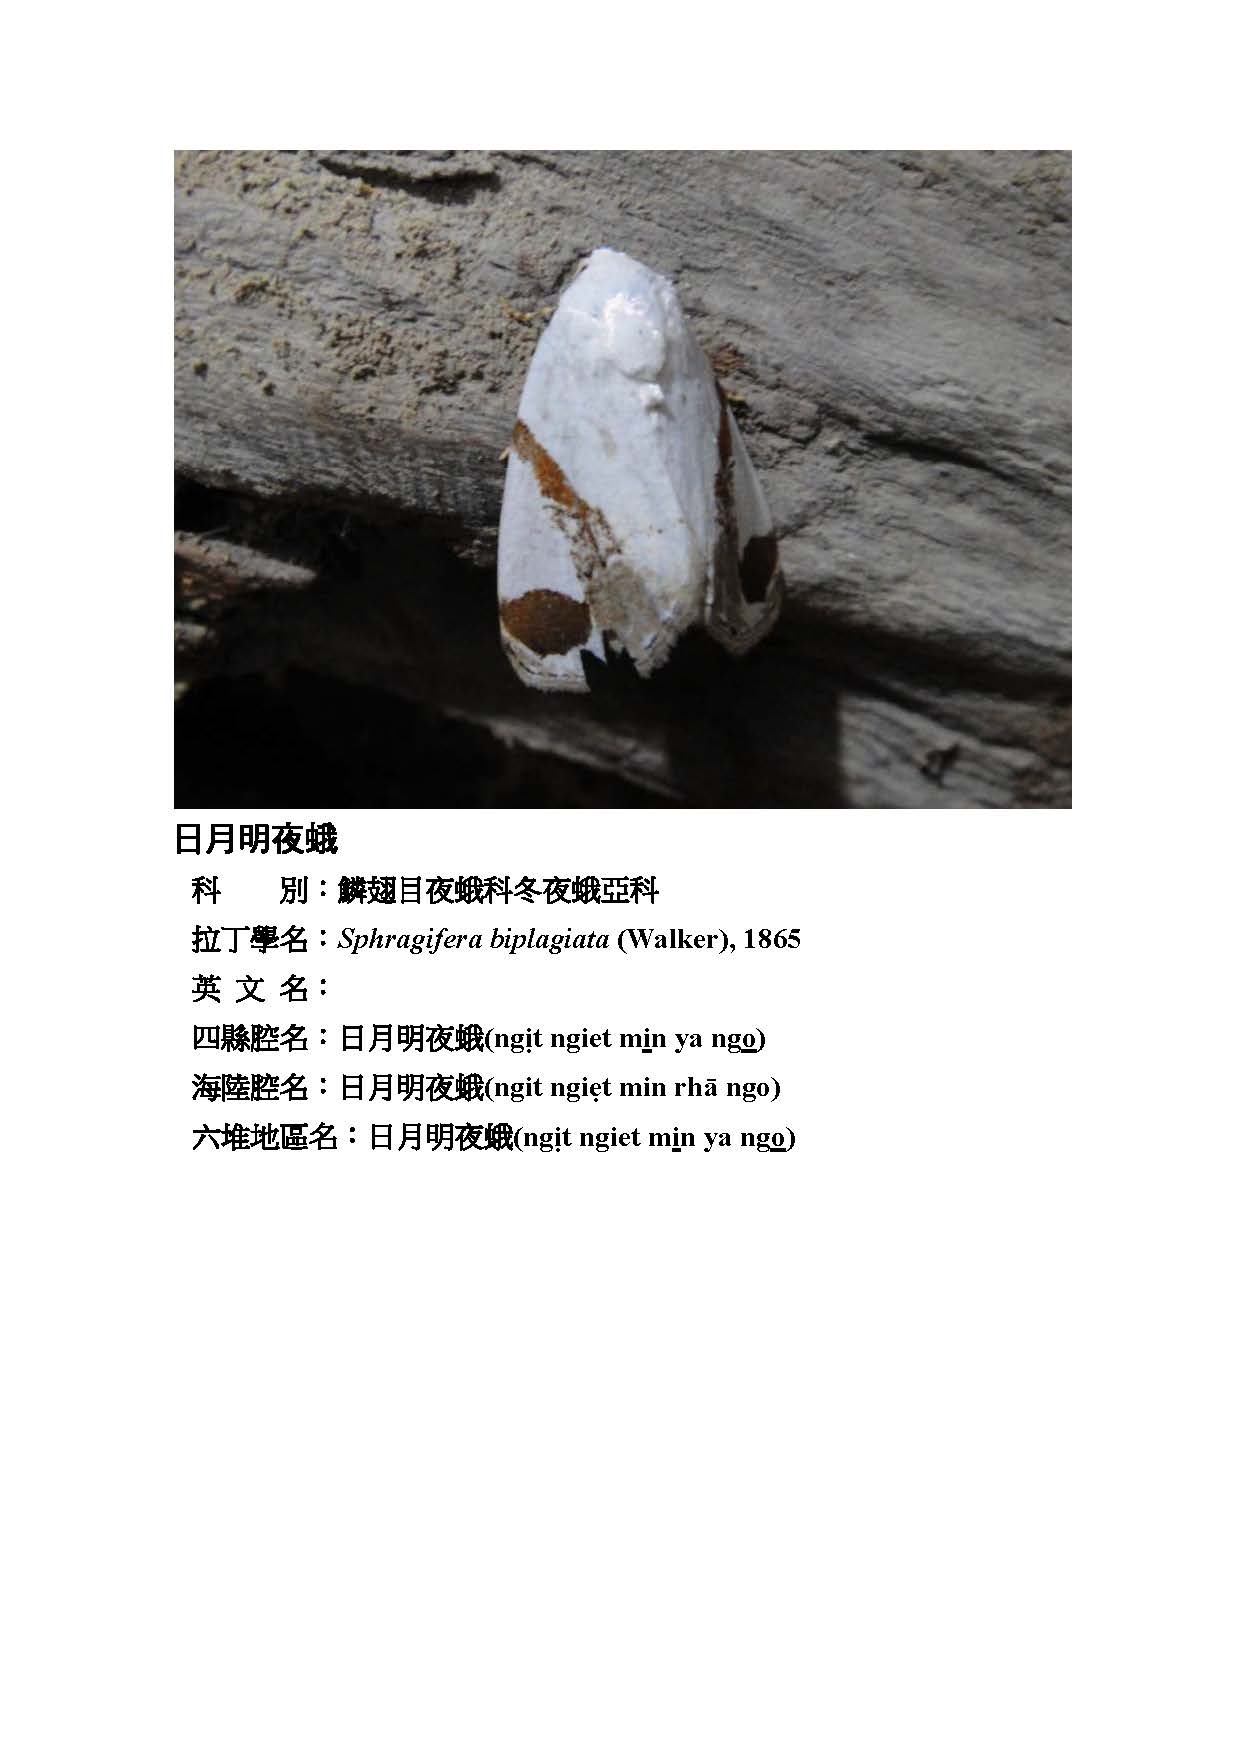 日月明夜蛾
科　　別：鱗翅目夜蛾科冬夜蛾亞科
拉丁學名：Sphragifera biplagiata (Walker), 1865
英 文 名：
四縣腔名：日月明夜蛾(ngịt ngiet mi̲n ya ngo̲)
海陸腔名：日月明夜蛾(ngit ngiẹt min rhā ngo)
六堆地區名：日月明夜蛾(ngịt ngiet mi̲n ya ngo̲)